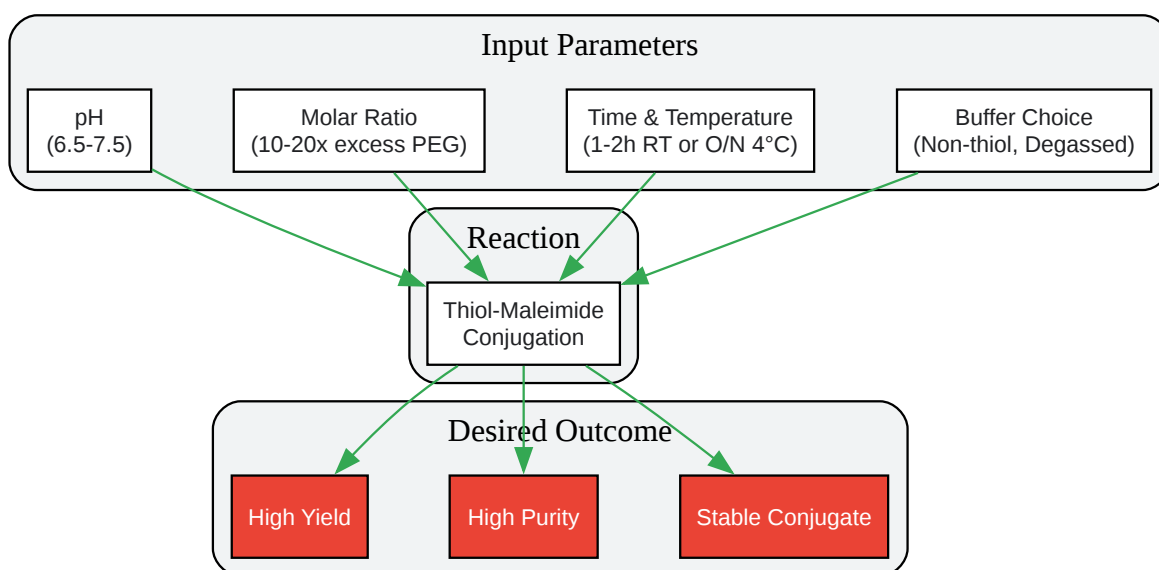 Input Parameters
pH
(6.5-7.5)
Molar Ratio
(10-20x excess PEG)
Time & Temperature
(1-2h RT or O/N 4°C)
Buffer Choice
(Non-thiol, Degassed)
Reaction
Thiol-Maleimide
Conjugation
Desired Outcome
High Yield
High Purity
Stable Conjugate